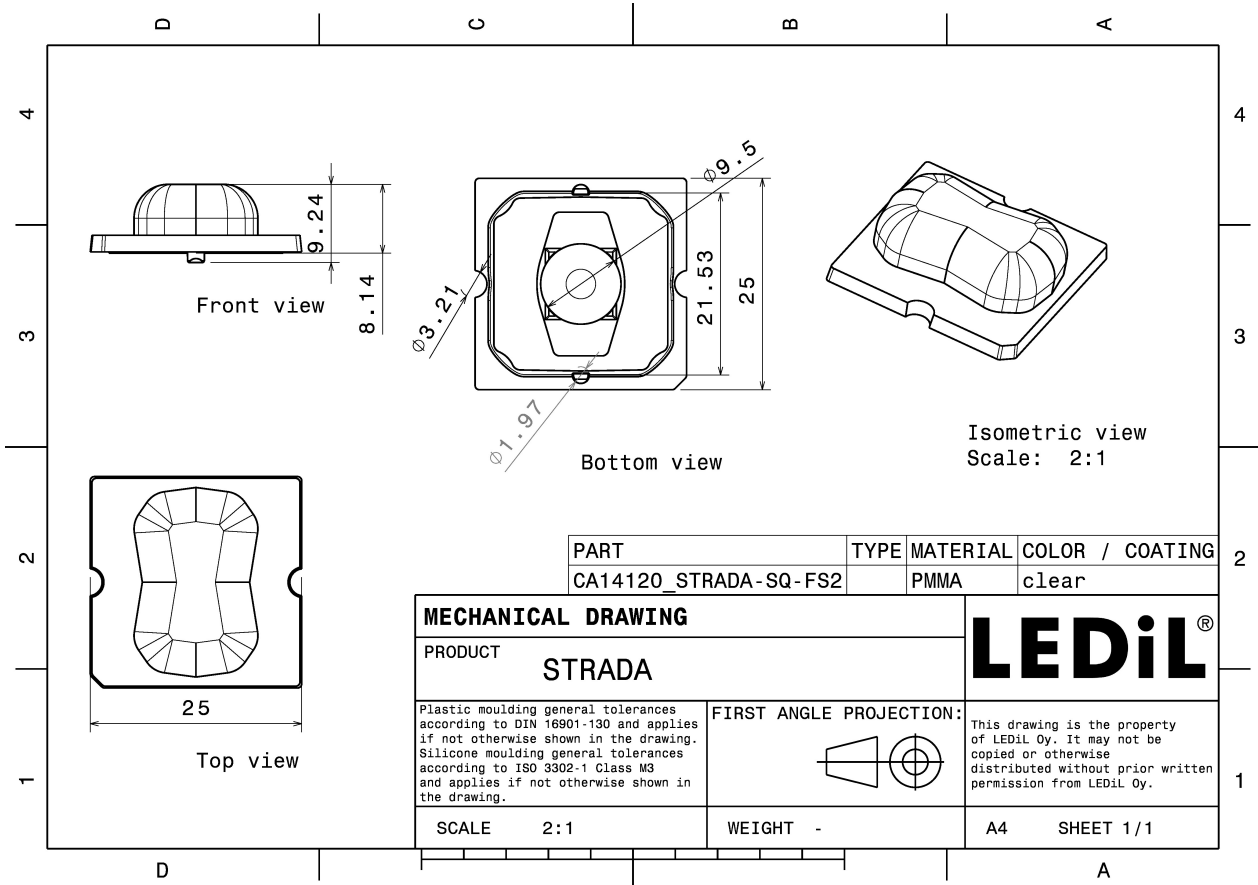 D C B A
4 4
9.24
8.14
Front view
⌀9.5
⌀3.21
21.53
25
⌀1.97
Bottom view
Isometric view
Scale: 2:1
3 3
25
Top view
2 2
PART TYPE MATERIAL COLOR / COATING
CA14120_STRADA-SQ-FS2 PMMA clear
MECHANICAL DRAWING
LEDiL®
PRODUCT STRADA
Plastic moulding general tolerances
according to DIN 16901-130 and applies
if not otherwise shown in the drawing.
Silicone moulding general tolerances
according to ISO 3302-1 Class M3
and applies if not otherwise shown in
the drawing.
FIRST ANGLE PROJECTION:
This drawing is the property
of LEDiL Oy. It may not be
copied or otherwise
distributed without prior written
permission from LEDiL Oy.
1 1
SCALE 2:1 WEIGHT - A4 SHEET 1/1
D A